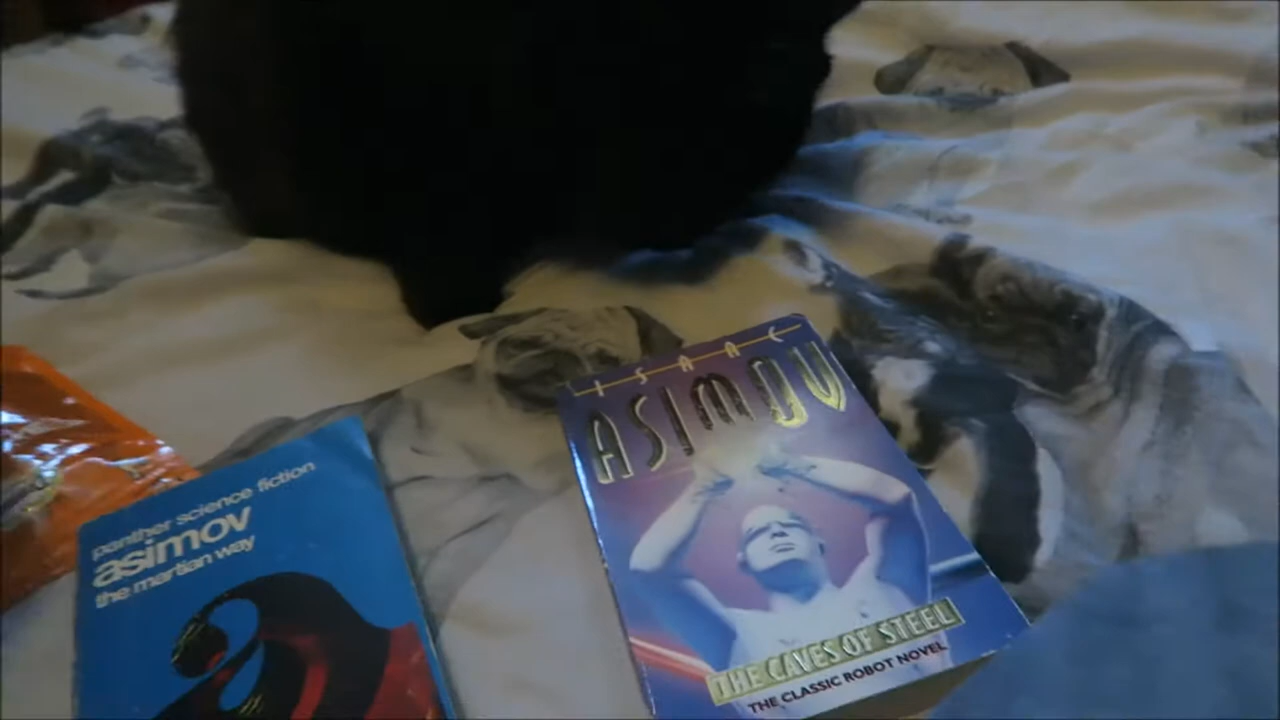 panther science fiction
asimov
the martian way
ISAAC
ASIMOV
THE CAVES OF STEEL
THE CLASSIC ROBOT NOVEL